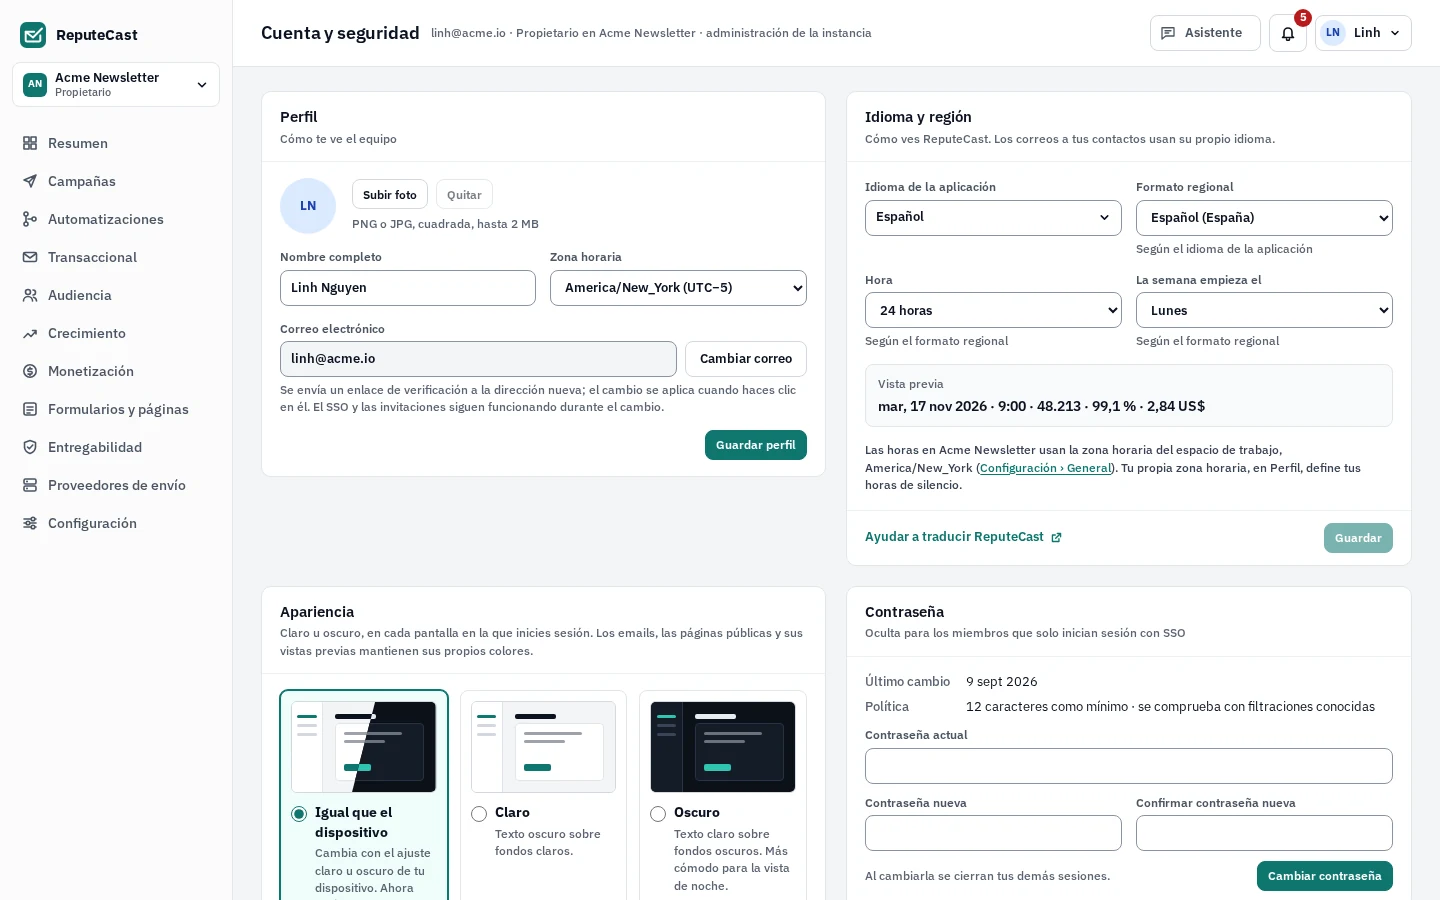 ReputeCast
AN
Acme Newsletter
Propietario
Resumen
Campañas
Automatizaciones
Transaccional
Audiencia
Crecimiento
Monetización
Formularios y páginas
Entregabilidad
Proveedores de envío
Configuración
Cuenta y seguridad
linh@acme.io · Propietario en Acme Newsletter · administración de la instancia
Asistente
5
LN
Linh
Perfil
Cómo te ve el equipo
LN
Subir foto
Quitar
PNG o JPG, cuadrada, hasta 2 MB
Nombre completo
Zona horaria
Linh Nguyen
America/New_York (UTC−5)
Correo electrónico
linh@acme.io
Cambiar correo
Se envía un enlace de verificación a la dirección nueva; el cambio se aplica cuando haces clic
en él. El SSO y las invitaciones siguen funcionando durante el cambio.
Guardar perfil
Idioma y región
Cómo ves ReputeCast. Los correos a tus contactos usan su propio idioma.
Idioma de la aplicación
Formato regional
Español
Español (España)
Según el idioma de la aplicación
Hora
La semana empieza el
24 horas
Lunes
Según el formato regional
Según el formato regional
Vista previa
mar, 17 nov 2026 · 9:00 · 48.213 · 99,1 % · 2,84 US$
Las horas en Acme Newsletter usan la zona horaria del espacio de trabajo,
America/New_York (Configuración › General). Tu propia zona horaria, en Perfil, define tus
horas de silencio.
Ayudar a traducir ReputeCast
Guardar
Apariencia
Claro u oscuro, en cada pantalla en la que inicies sesión. Los emails, las páginas públicas y sus
vistas previas mantienen sus propios colores.
Igual que el
dispositivo
Cambia con el ajuste
claro u oscuro de tu
dispositivo. Ahora
Claro
Texto oscuro sobre
fondos claros.
Oscuro
Texto claro sobre
fondos oscuros. Más
cómodo para la vista
de noche.
Contraseña
Oculta para los miembros que solo inician sesión con SSO
Último cambio
9 sept 2026
Política
12 caracteres como mínimo · se comprueba con filtraciones conocidas
Contraseña actual
Contraseña nueva
Confirmar contraseña nueva
Al cambiarla se cierran tus demás sesiones.
Cambiar contraseña